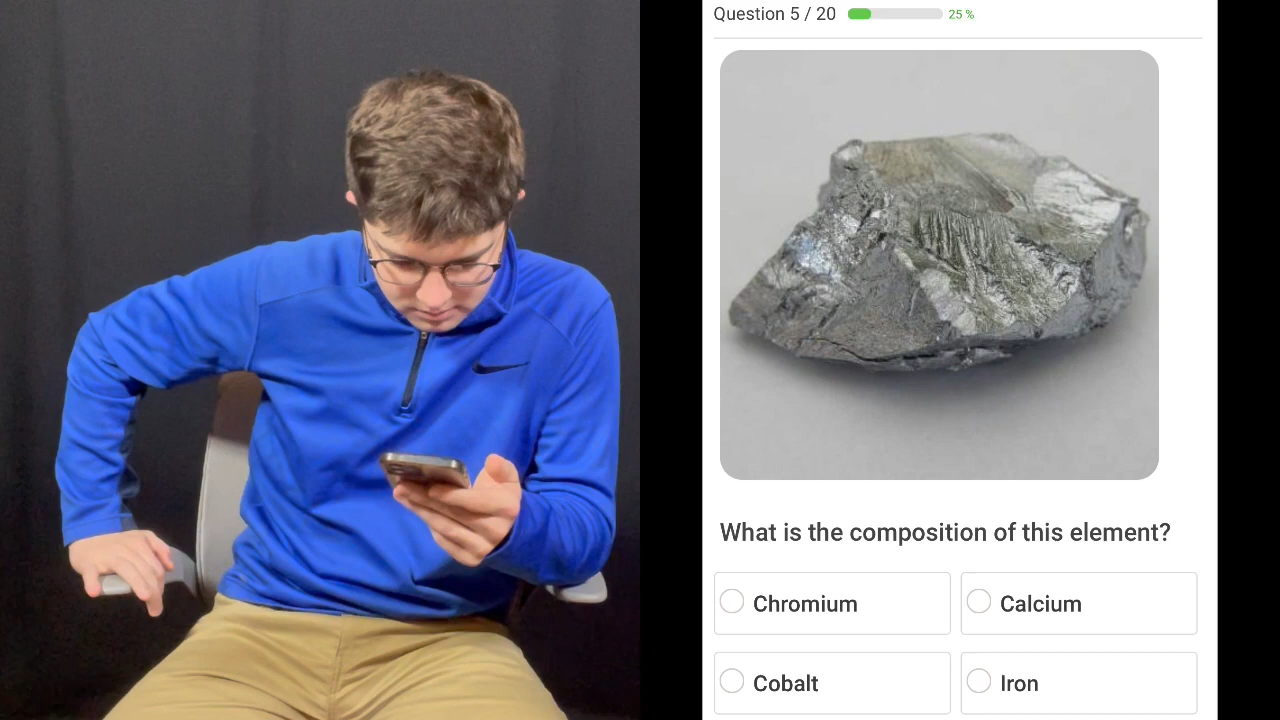 Question 5 / 20
25 %
What is the composition of this element?
Chromium
Calcium
Cobalt
Iron